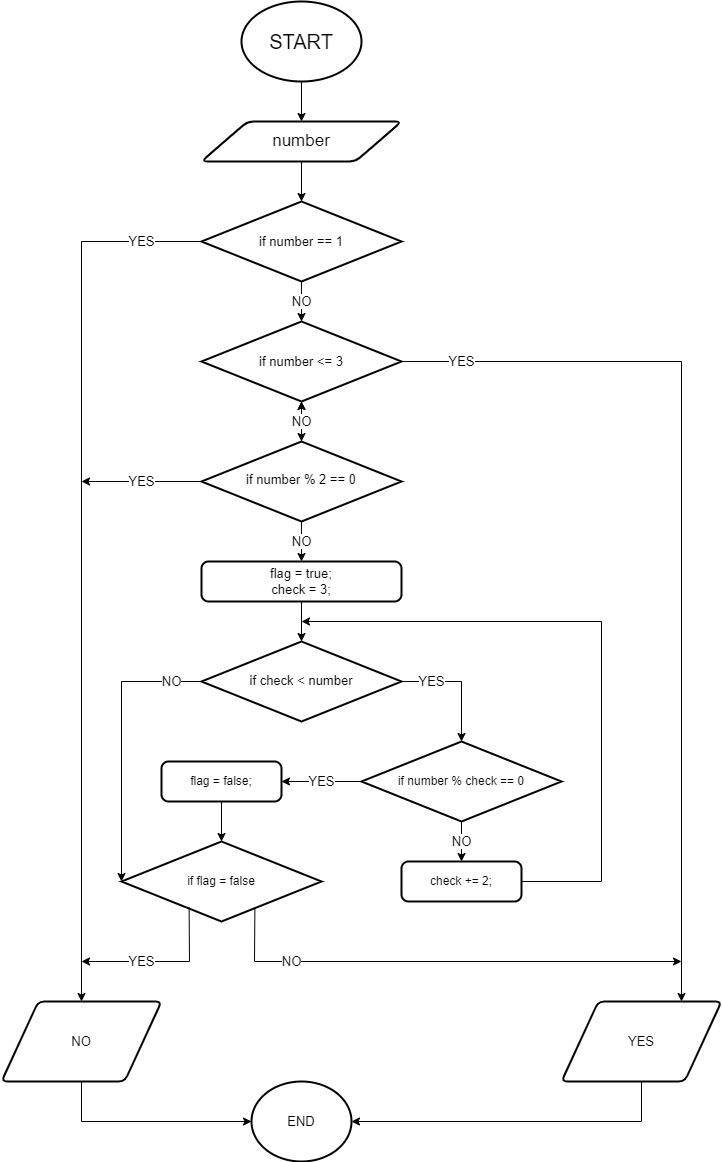 START
number
if number == 1
YES
NO
if number <= 3
YES
NO
if number % 2 == 0
YES
NO
flag = true;
check = 3;
if check < number
NO
YES
if number % check == 0
YES
flag = false;
NO
if flag = false
check += 2;
YES
NO
NO
YES
END